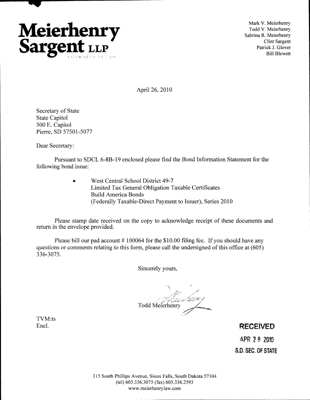 Meierhenry
Sargent LLP
Mark V. Meierhenry
Todd V. Meierhenry
Sabrina R. Meierhenry
Clint Sargent
Patrick J. Glover
Bill Blewett
April 26, 2010
Secretary of State
State Capitol
500 E. Capitol
Pierre, SD 57501-5077
Dear Secretary:
Pursuant to SDCL 6-8B-19 enclosed please find the Bond Information Statement for the
following bond issue:
• West Central School District 49-7
Limited Tax General Obligation Taxable Certificates
Build America Bonds
(Federally Taxable-Direct Payment to Issuer), Series 2010
Please stamp date received on the copy to acknowledge receipt of these documents and
return in the envelope provided.
Please bill our pad account # 100064 for the $10.00 filing fee. If you should have any
questions or comments relating to this form, please call the undersigned of this office at (605)
336-3075.
Sincerely yours,
Todd Meierhenry
TVM:ts
Encl.
RECEIVED
APR 28 2010
S.D. SEC. OF STATE
315 South Phillips Avenue, Sioux Falls, South Dakota 57104
(tel) 605.336.3075 (fax) 605.336.2593
www.meierhenrylaw.com